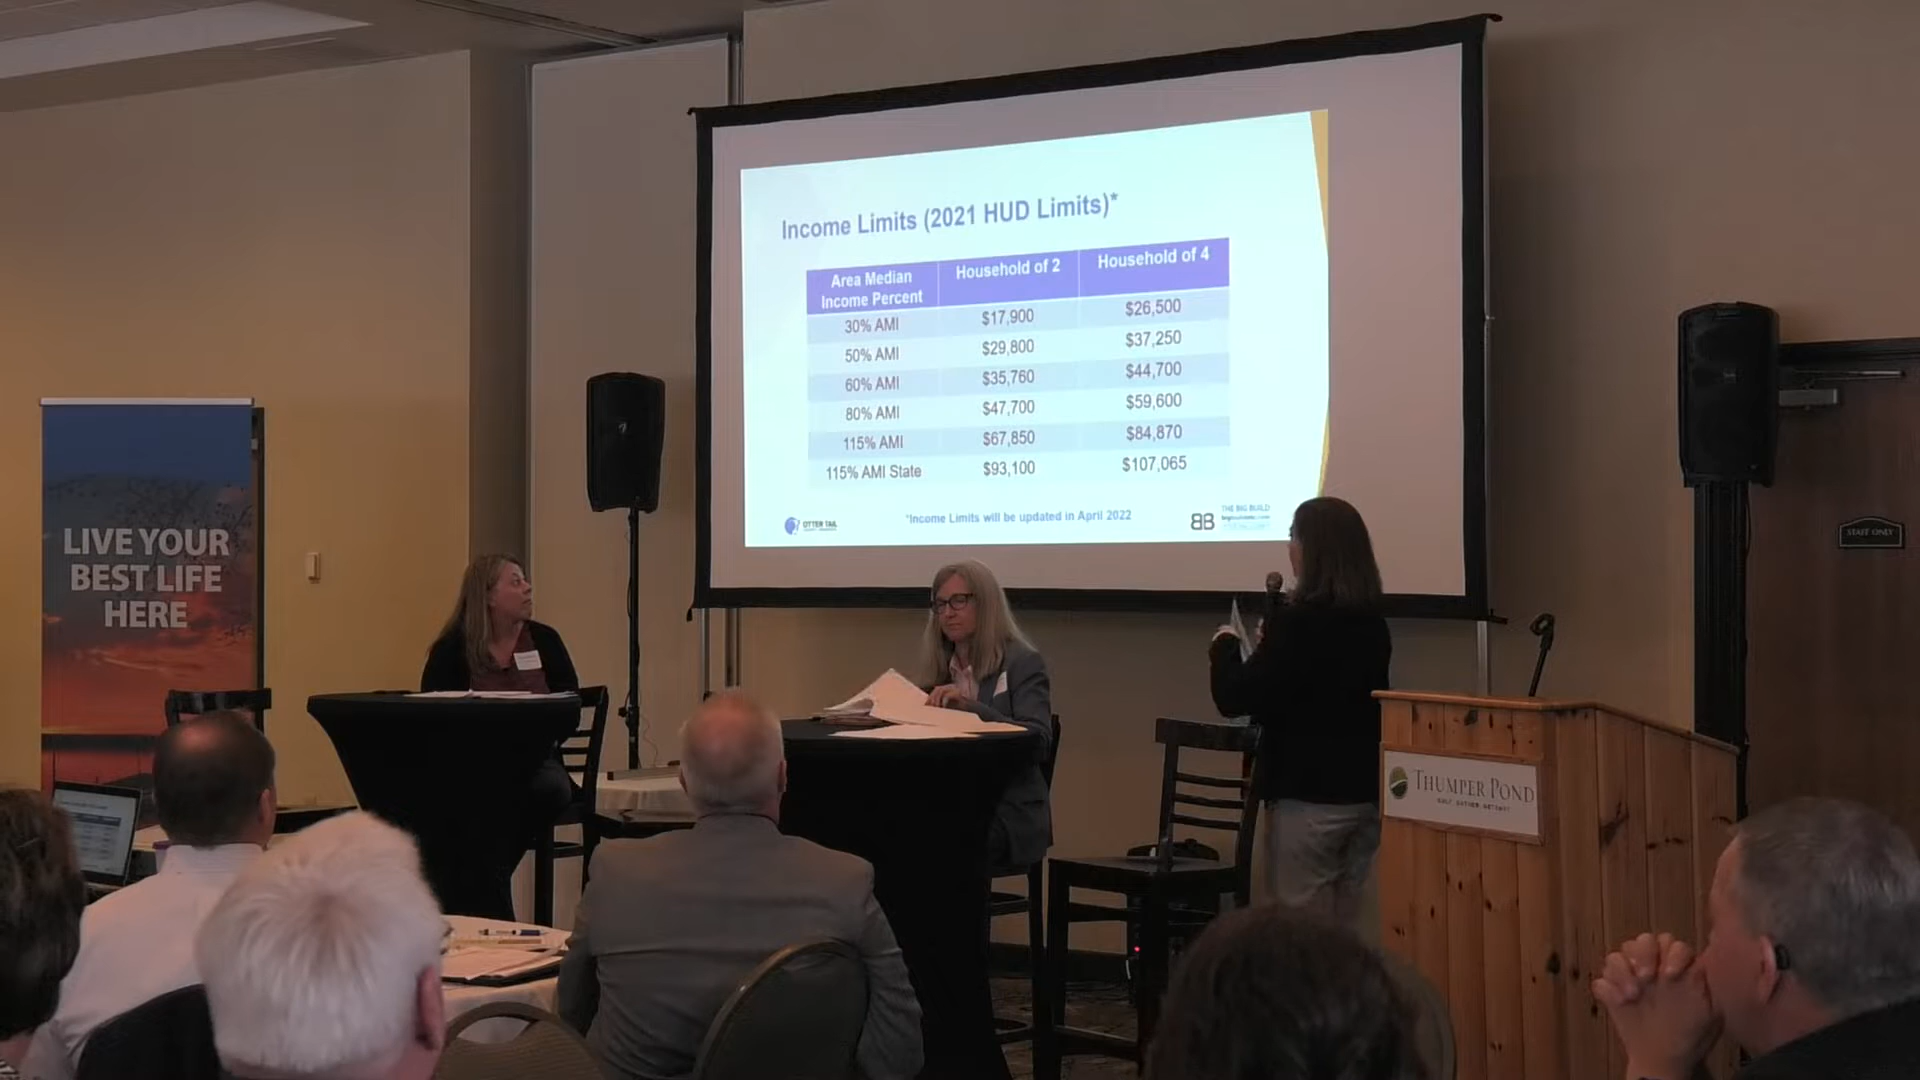 Income Limits (2021 HUD Limits)*
Area Median
Income Percent
Household of 2
Household of 4
30% AMI
$17,900
$26,500
50% AMI
$29,800
$37,250
60% AMI
$35,760
$44,700
80% AMI
$47,700
$59,600
115% AMI
$67,850
$84,870
115% AMI State
$93,100
$107,065
*Income Limits will be updated in April 2022
OTTER TAIL
BB
THE BIG BUILD
LIVE YOUR
BEST LIFE
HERE
STAFF ONLY
THUMPER POND